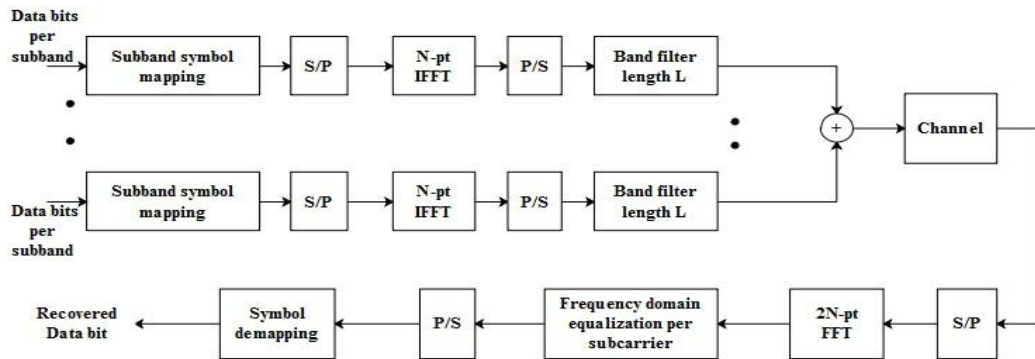 Data bits
per
subband
Subband symbol
mapping
S/P
N-pt
IFFT
P/S
Band filter
length L
+
Channel
Subband symbol
mapping
S/P
N-pt
IFFT
P/S
Band filter
length L
Data bits
per
subband
Recovered
Data bit
Symbol
demapping
P/S
Frequency domain
equalization per
subcarrier
2N-pt
FFT
S/P